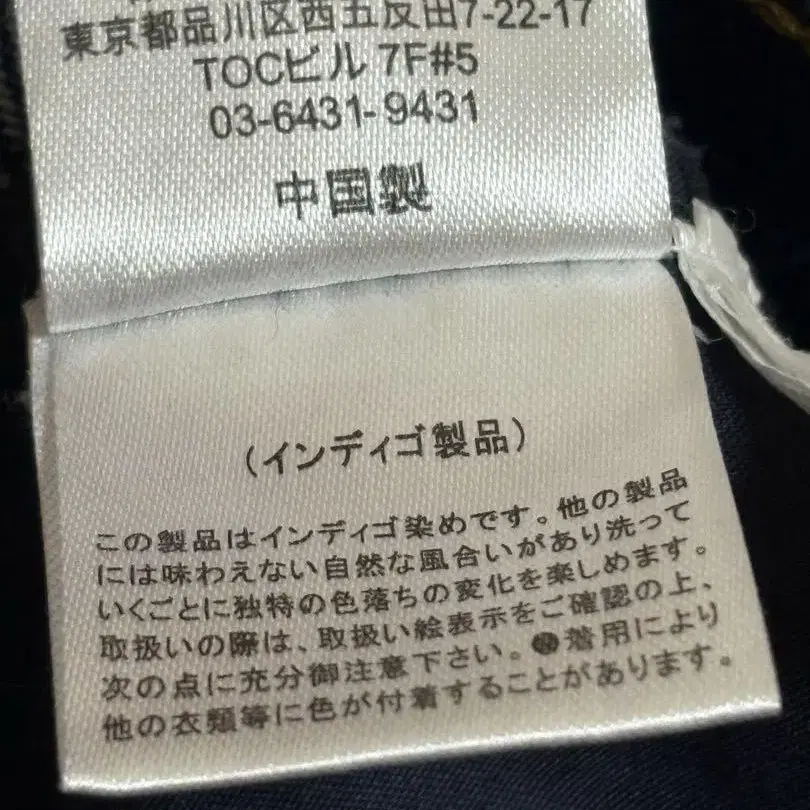 東京都品川区西五反田7-22-17
TOCビル 7F#5
03-6431-9431
中国製
(インディゴ製品)
この製品はインディゴ染めです。他の製品
には味わえない自然な風合いがあり洗って
いくごとに独特の色落ちの変化を楽しめます。
取扱いの際は、取扱い絵表示をご確認の上、
次の点に充分御注意下さい。●着用により
他の衣類等に色が付着することがあります。